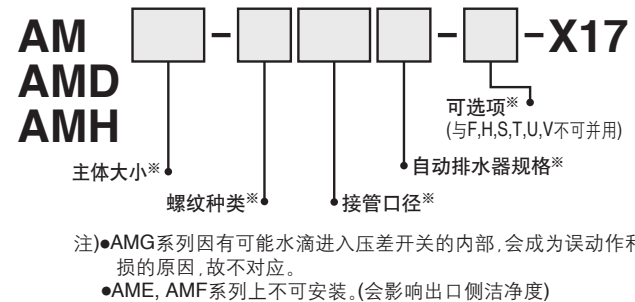 AM
AMD
AMH
- - -X17
可选项※
(与F,H,S,T,U,V不可并用)
自动排水器规格※
主体大小※
螺纹种类※
接管口径※
注)●AMG系列因有可能水滴进入压差开关的内部,会成为误动作和
损的原因,故不对应。
●AME, AMF系列上不可安装。(会影响出口侧洁净度)